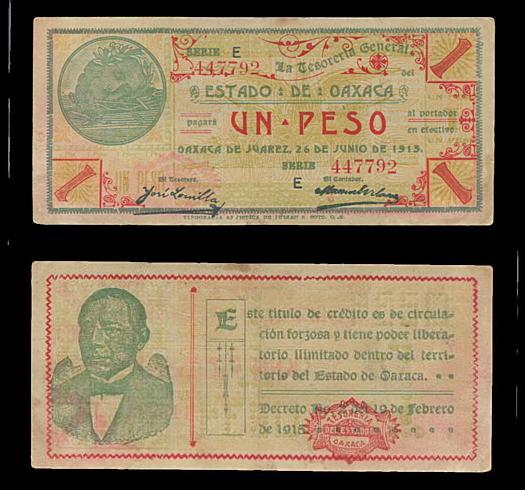 SERIE E
447792
La Tesorería General
del
ESTADO DE OAXACA
pagará UN PESO al portador
en efectivo.
OAXACA DE JUAREZ, 26 DE JUNIO DE 1915.
SERIE 447792
E
El Tesorero, El Contador,
1
1
1
Este titulo de crédito es de circula-
ción forzosa y tiene poder libera-
torio ilimitado dentro del terri-
torio del Estado de Oaxaca.
Decreto 19 de Febrero
de 1915
TESORERIA
OAXACA